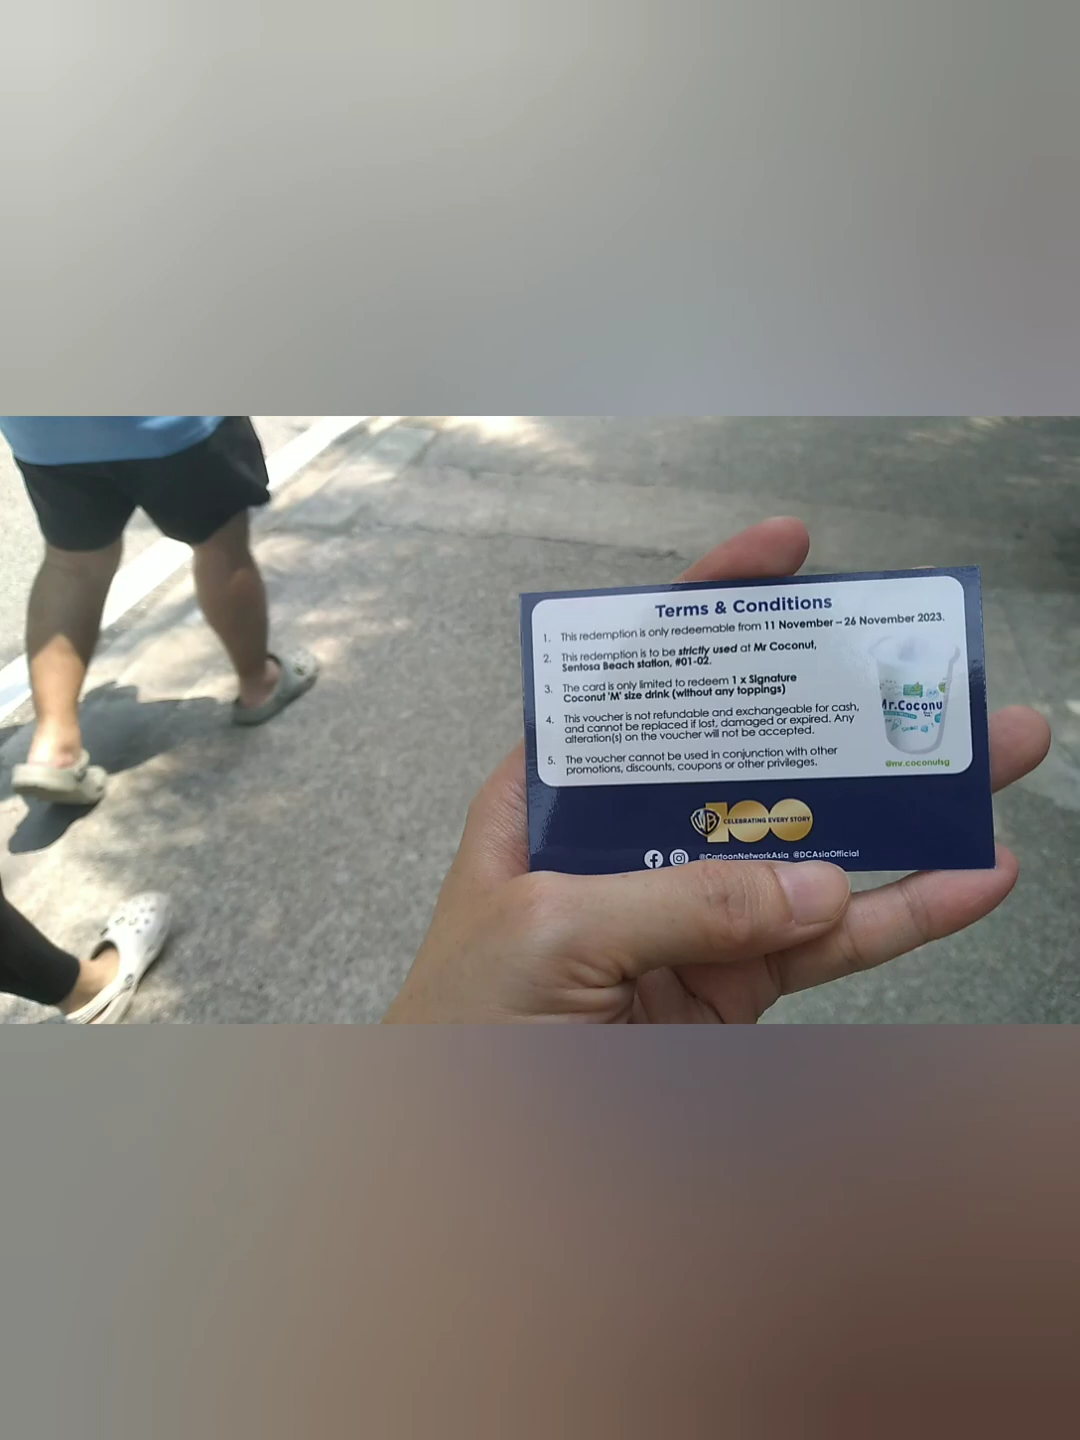 Terms & Conditions
1. This redemption is only redeemable from 11 November – 26 November 2023.
2. This redemption is to be strictly used at Mr Coconut,
Sentosa Beach station, #01-02.
3. The card is only limited to redeem 1 x Signature
Coconut 'M' size drink (without any toppings)
4. This voucher is not refundable and exchangeable for cash,
and cannot be replaced if lost, damaged or expired. Any
alteration(s) on the voucher will not be accepted.
5. The voucher cannot be used in conjunction with other
promotions, discounts, coupons or other privileges.
Mr.Coconu
@mr.coconutsg
WB 100
CELEBRATING EVERY STORY
@CartoonNetworkAsia @DCAsiaOfficial